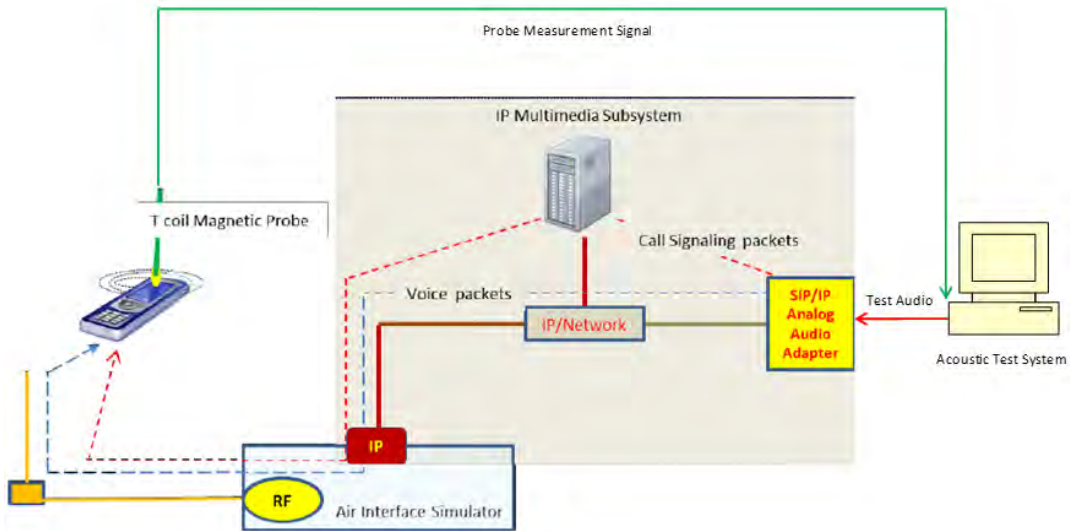 Probe Measurement Signal
IP Multimedia Subsystem
T coil Magnetic Probe
Call Signaling packets
Voice packets
SIP/IP
Analog
Audio
Adapter
Test Audio
IP/Network
Acoustic Test System
IP
RF
Air Interface Simulator